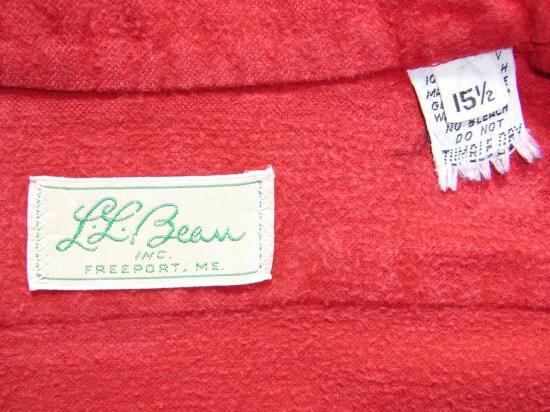 L.L. Bean
INC.
FREEPORT, ME.
15½
NO BLEACH
DO NOT
TUMBLE DRY